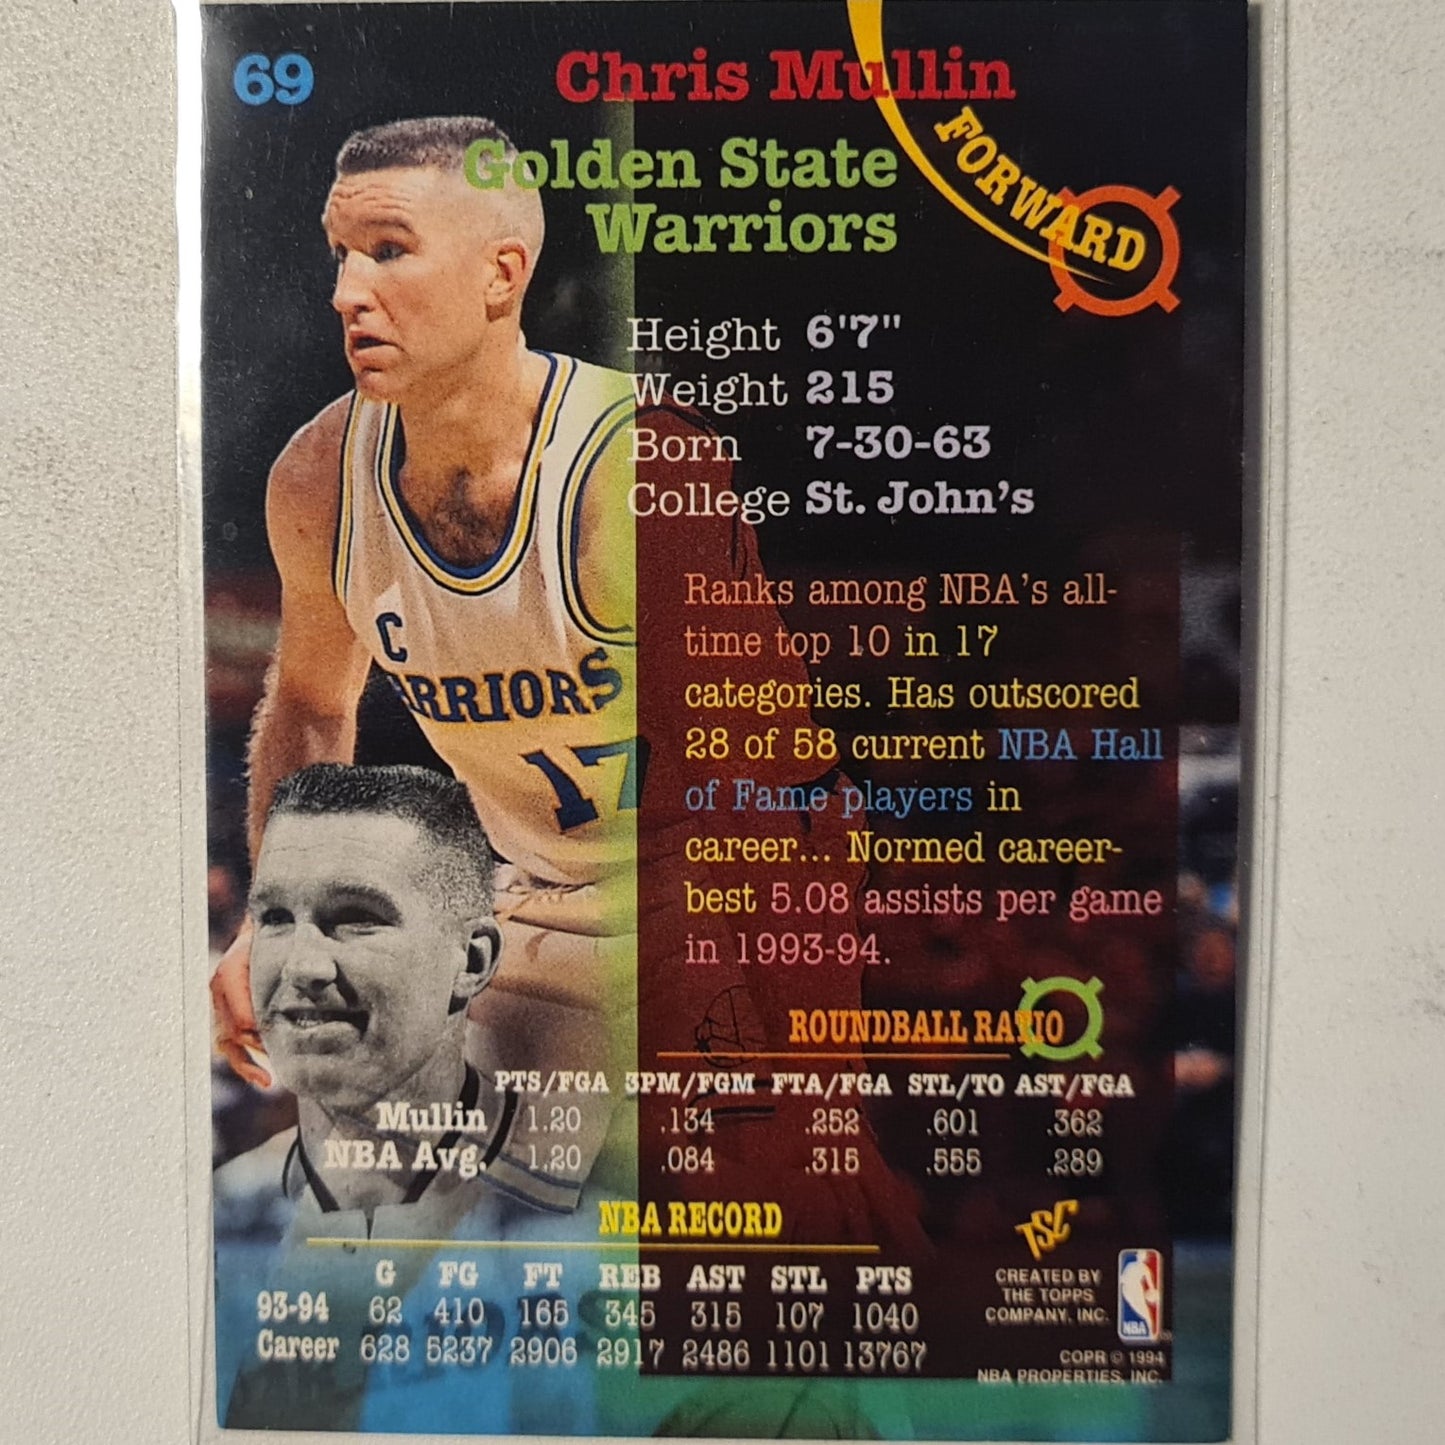 69
Chris Mullin
Golden State
Warriors
FORWARD
Height 6'7"
Weight 215
Born 7-30-63
College St. John's
C
RRIORS
17
Ranks among NBA's all-
time top 10 in 17
categories. Has outscored
28 of 58 current NBA Hall
of Fame players in
career... Normed career-
best 5.08 assists per game
in 1993-94.
ROUNDBALL RATIO
PTS/FGA 3PM/FGM FTA/FGA STL/TO AST/FGA
Mullin 1.20 .134 .252 .601 .362
NBA Avg. 1.20 .084 .315 .555 .289
NBA RECORD
G FG FT REB AST STL PTS
93-94 62 410 165 345 315 107 1040
Career 628 5237 2906 2917 2486 1101 13767
TSC
CREATED BY
THE TOPPS
COMPANY, INC.
NBA
COPR © 1994
NBA PROPERTIES, INC.